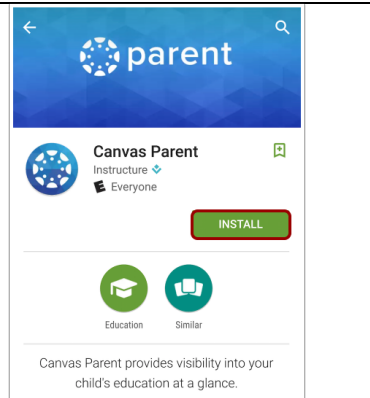 parent
Canvas Parent
Instructure
E Everyone
INSTALL
Education Similar
Canvas Parent provides visibility into your
child's education at a glance.